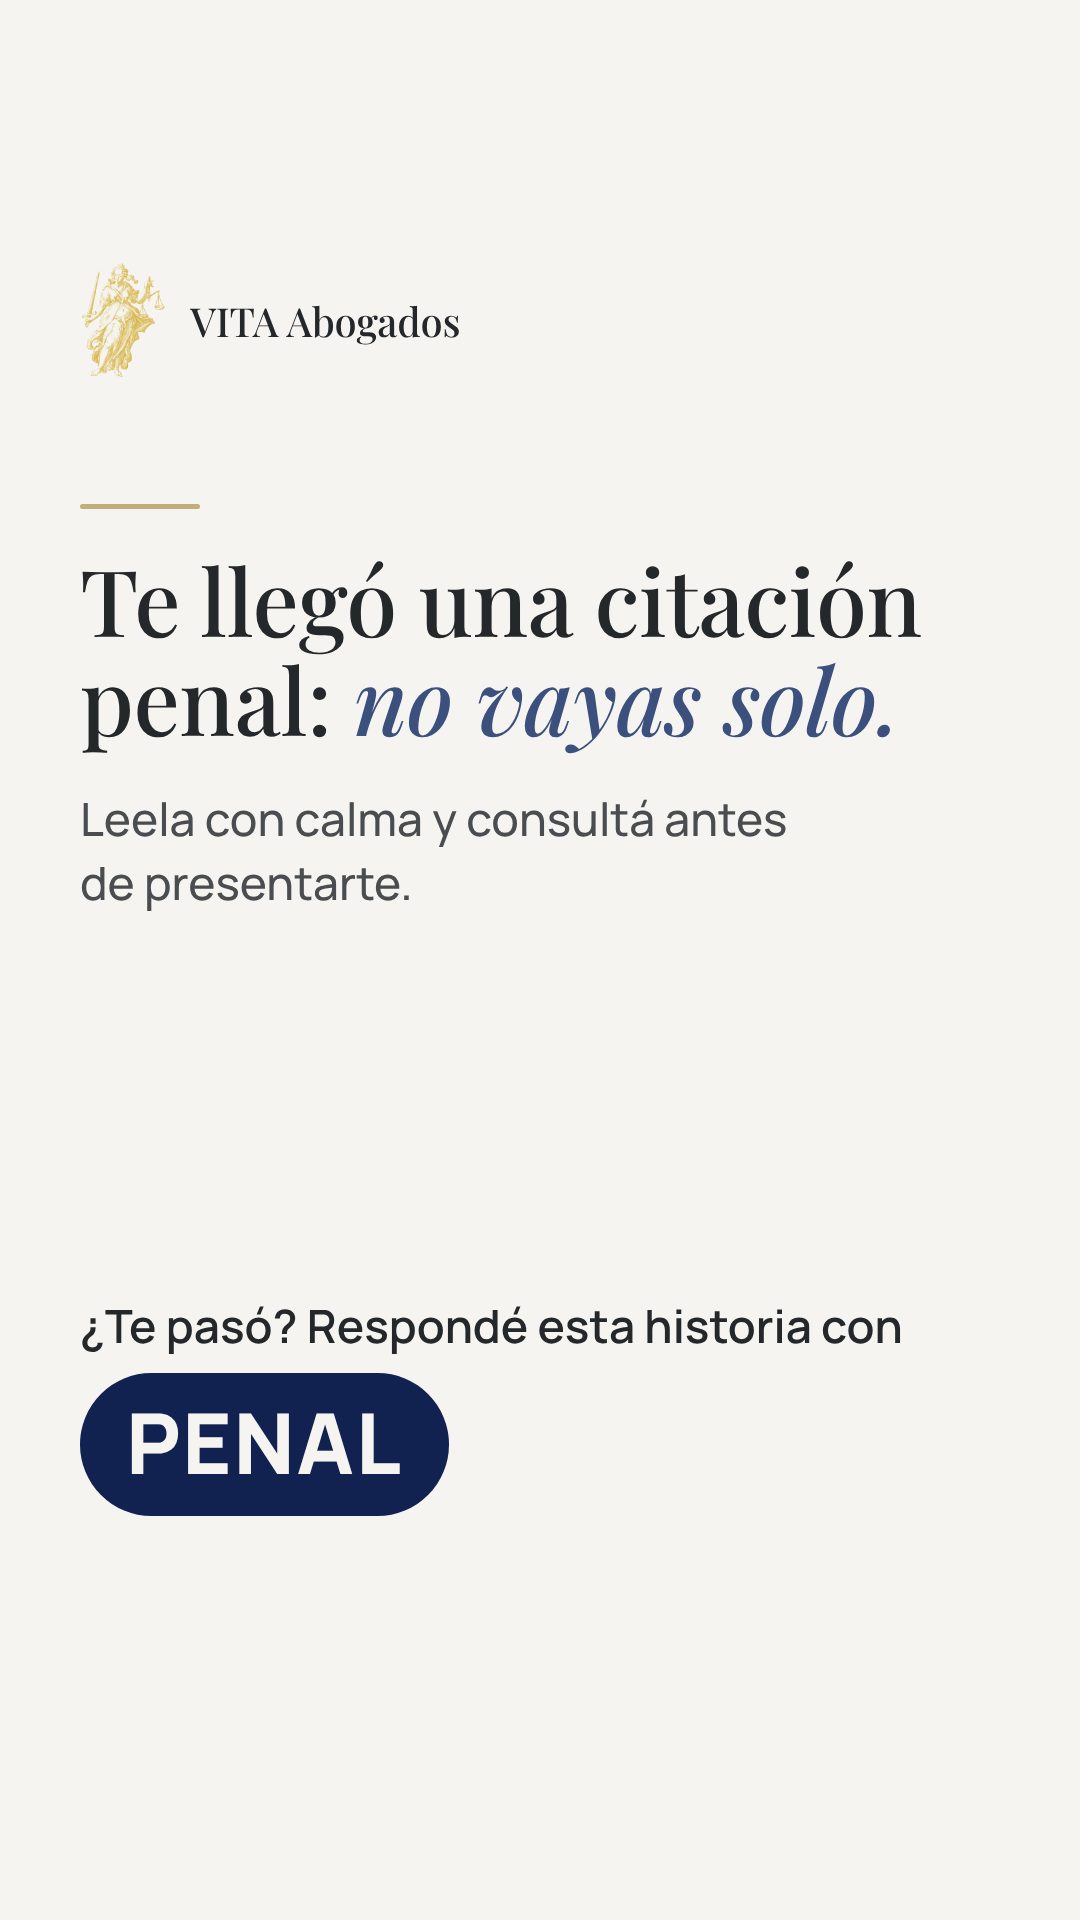 VITA Abogados
Te llegó una citación
penal: no vayas solo.
Leela con calma y consultá antes
de presentarte.
¿Te pasó? Respondé esta historia con
PENAL